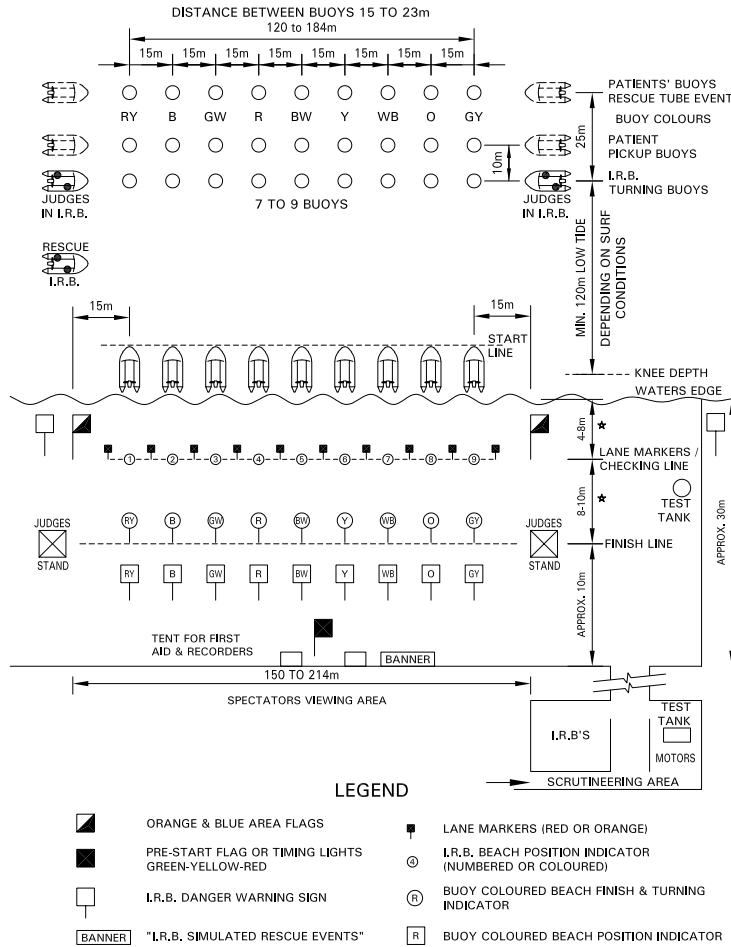 DISTANCE BETWEEN BUOYS 15 TO 23m
120 to 184m
15m 15m 15m 15m 15m 15m 15m 15m
PATIENTS' BUOYS
RESCUE TUBE EVENT
RY B GW R BW Y WB O GY
BUOY COLOURS
25m
PATIENT
PICKUP BUOYS
10m
I.R.B.
TURNING BUOYS
JUDGES
IN I.R.B.
7 TO 9 BUOYS
JUDGES
IN I.R.B.
RESCUE
I.R.B.
MIN. 120m LOW TIDE
DEPENDING ON SURF
CONDITIONS
15m
15m
START
LINE
KNEE DEPTH
WATERS EDGE
4-8m
LANE MARKERS /
CHECKING LINE
1 2 3 4 5 6 7 8 9
8-10m
TEST
TANK
APPROX. 30m
JUDGES
STAND
RY B GW R BW Y WB O GY
JUDGES
STAND
FINISH LINE
RY B GW R BW Y WB O GY
APPROX. 10m
TENT FOR FIRST
AID & RECORDERS
BANNER
150 TO 214m
SPECTATORS VIEWING AREA
I.R.B'S
TEST
TANK
MOTORS
SCRUTINEERING AREA
LEGEND
ORANGE & BLUE AREA FLAGS
PRE-START FLAG OR TIMING LIGHTS
GREEN-YELLOW-RED
I.R.B. DANGER WARNING SIGN
BANNER "I.R.B. SIMULATED RESCUE EVENTS"
LANE MARKERS (RED OR ORANGE)
4 I.R.B. BEACH POSITION INDICATOR
(NUMBERED OR COLOURED)
R BUOY COLOURED BEACH FINISH & TURNING
INDICATOR
R BUOY COLOURED BEACH POSITION INDICATOR